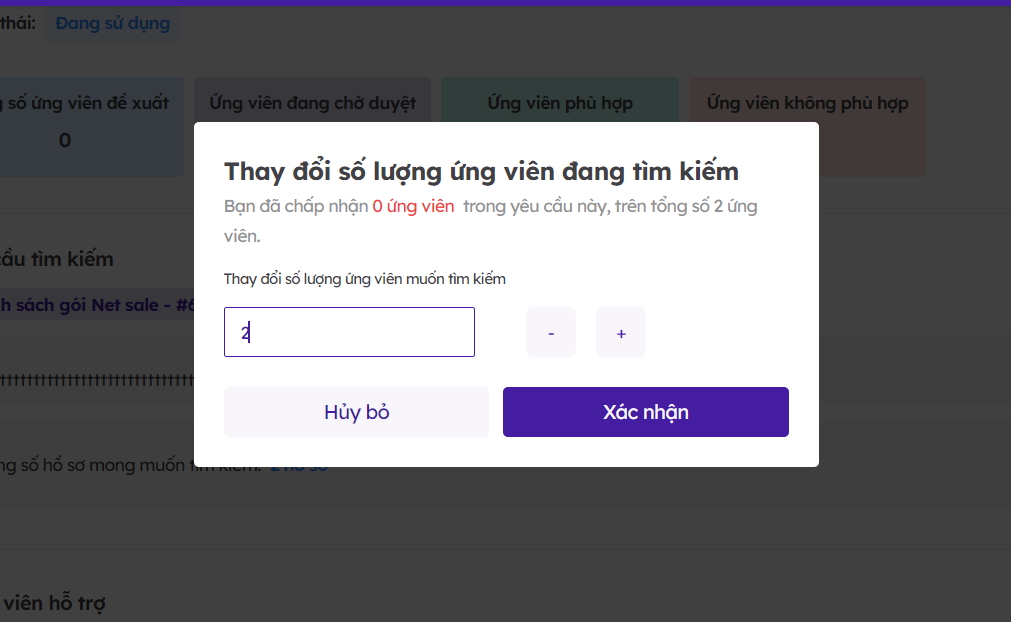 thái: Đang sử dụng
số ứng viên đề xuất
Ứng viên đang chờ duyệt
Ứng viên phù hợp
Ứng viên không phù hợp
0
Thay đổi số lượng ứng viên đang tìm kiếm
Bạn đã chấp nhận 0 ứng viên trong yêu cầu này, trên tổng số 2 ứng
viên.
Thay đổi số lượng ứng viên muốn tìm kiếm
2
- +
Hủy bỏ
Xác nhận
cầu tìm kiếm
sách gói Net sale - #6
số hồ sơ mong muốn tìm kiếm: 2 hồ sơ
viên hỗ trợ